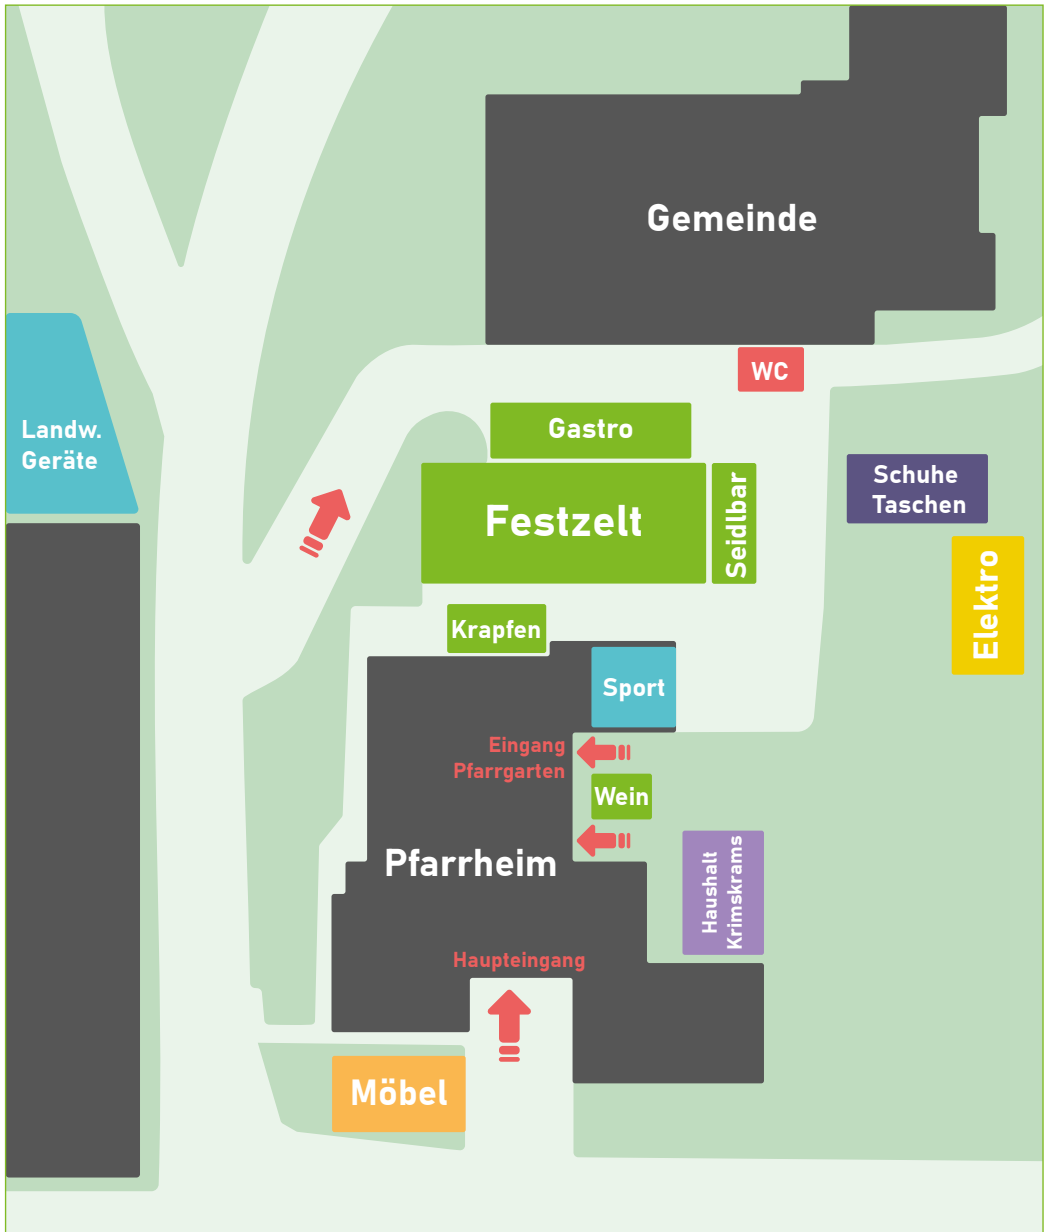 Gemeinde
WC
Landw.
Geräte
Gastro
Festzelt
Seidlbar
Schuhe
Taschen
Elektro
Krapfen
Sport
Eingang
Pfarrgarten
Wein
Pfarrheim
Haushalt
Krimskrams
Haupteingang
Möbel